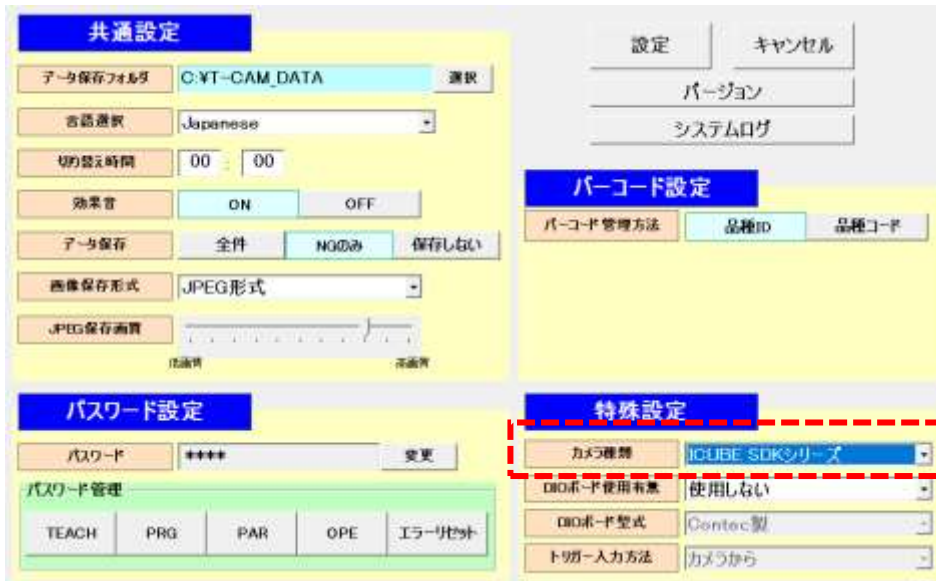 共通設定
データ保存フォルダ C:¥T-CAM_DATA 選択
言語選択 Japanese
切り替え時間 00 : 00
効果音 ON OFF
データ保存 全件 NGのみ 保存しない
画像保存形式 JPEG形式
JPEG保存画質
低画質 高画質
設定 キャンセル
バージョン
システムログ
バーコード設定
バーコード管理方法 品種ID 品種コード
パスワード設定
パスワード **** 変更
パスワード管理
TEACH PRG PAR OPE エラーリセット
特殊設定
カメラ種類 ICUBE SDKシリーズ
DIOボード使用有無 使用しない
DIOボード型式 Contec製
トリガー入力方法 カメラから